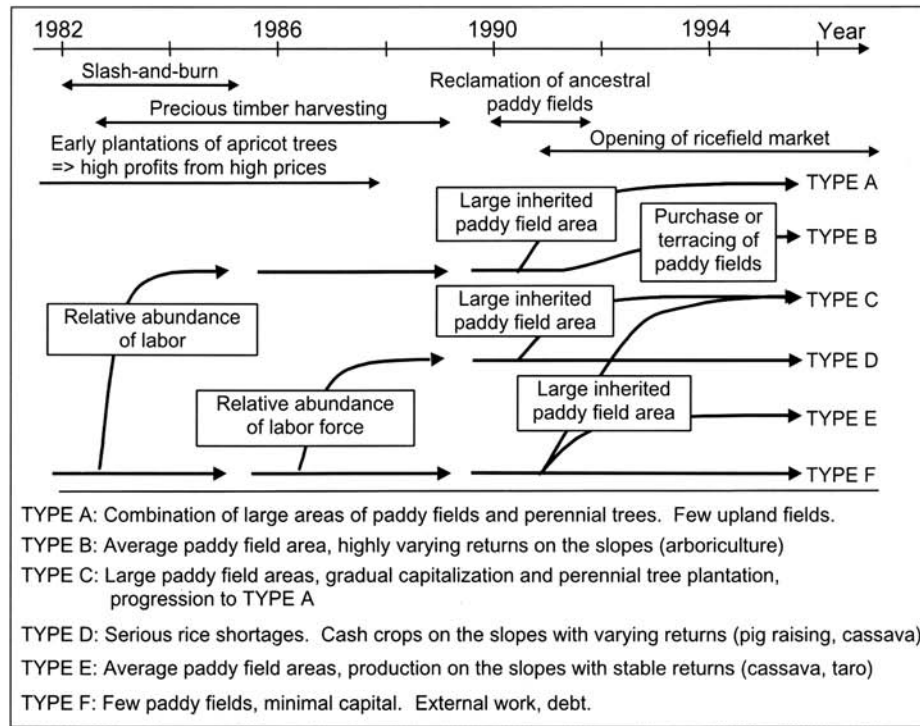 1982 1986 1990 1994 Year
Slash-and-burn
Reclamation of ancestral
paddy fields
Precious timber harvesting
Early plantations of apricot trees
=> high profits from high prices
Opening of ricefield market
TYPE A
Large inherited
paddy field area
Purchase or
terracing of
paddy fields
TYPE B
Large inherited
paddy field area
TYPE C
Relative abundance
of labor
TYPE D
Large inherited
paddy field area
Relative abundance
of labor force
TYPE E
TYPE F
TYPE A: Combination of large areas of paddy fields and perennial trees. Few upland fields.
TYPE B: Average paddy field area, highly varying returns on the slopes (arboriculture)
TYPE C: Large paddy field areas, gradual capitalization and perennial tree plantation,
progression to TYPE A
TYPE D: Serious rice shortages. Cash crops on the slopes with varying returns (pig raising, cassava)
TYPE E: Average paddy field areas, production on the slopes with stable returns (cassava, taro)
TYPE F: Few paddy fields, minimal capital. External work, debt.